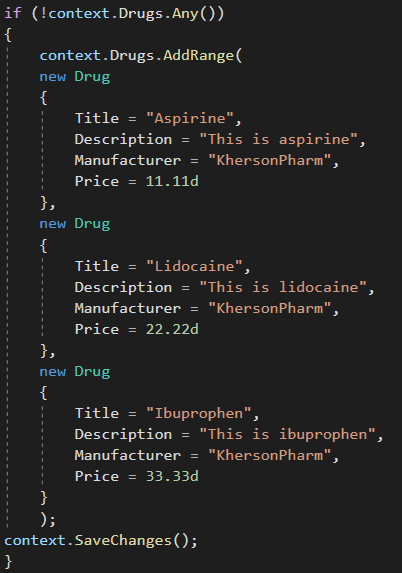 if (!context.Drugs.Any())
{
    context.Drugs.AddRange(
    new Drug
    {
        Title = "Aspirine",
        Description = "This is aspirine",
        Manufacturer = "KhersonPharm",
        Price = 11.11d
    },
    new Drug
    {
        Title = "Lidocaine",
        Description = "This is lidocaine",
        Manufacturer = "KhersonPharm",
        Price = 22.22d
    },
    new Drug
    {
        Title = "Ibuprophen",
        Description = "This is ibuprophen",
        Manufacturer = "KhersonPharm",
        Price = 33.33d
    }
    );
context.SaveChanges();
}